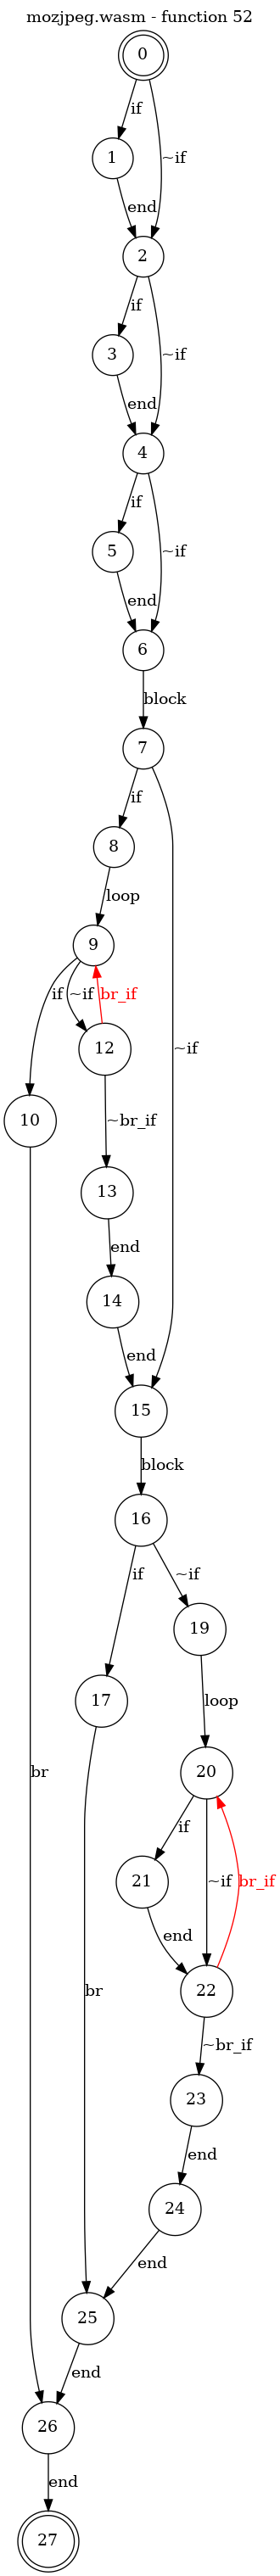 mozjpeg.wasm - function 52
0
if
~if
1
end
2
if
~if
3
end
4
if
~if
5
end
6
block
7
if
~if
8
loop
9
if
~if
br_if
10
12
~br_if
13
end
14
end
15
block
16
if
~if
17
19
loop
20
if
~if
br_if
21
end
22
br
br
~br_if
23
end
24
end
25
end
26
end
27